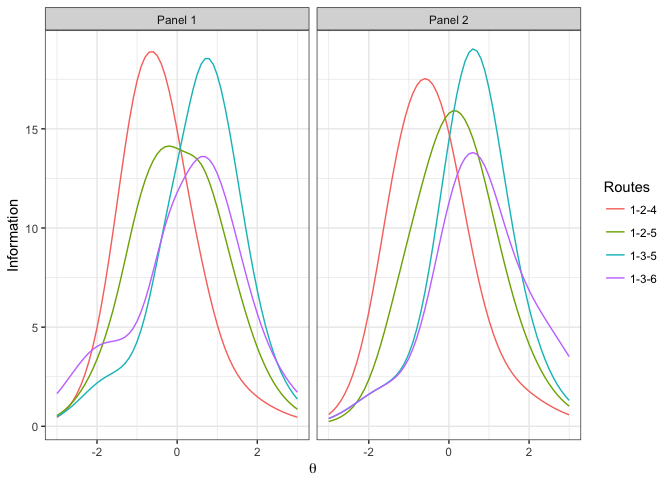 Panel 1
Panel 2
Information
15
10
5
0
-2
0
2
-2
0
2
θ
Routes
1-2-4
1-2-5
1-3-5
1-3-6